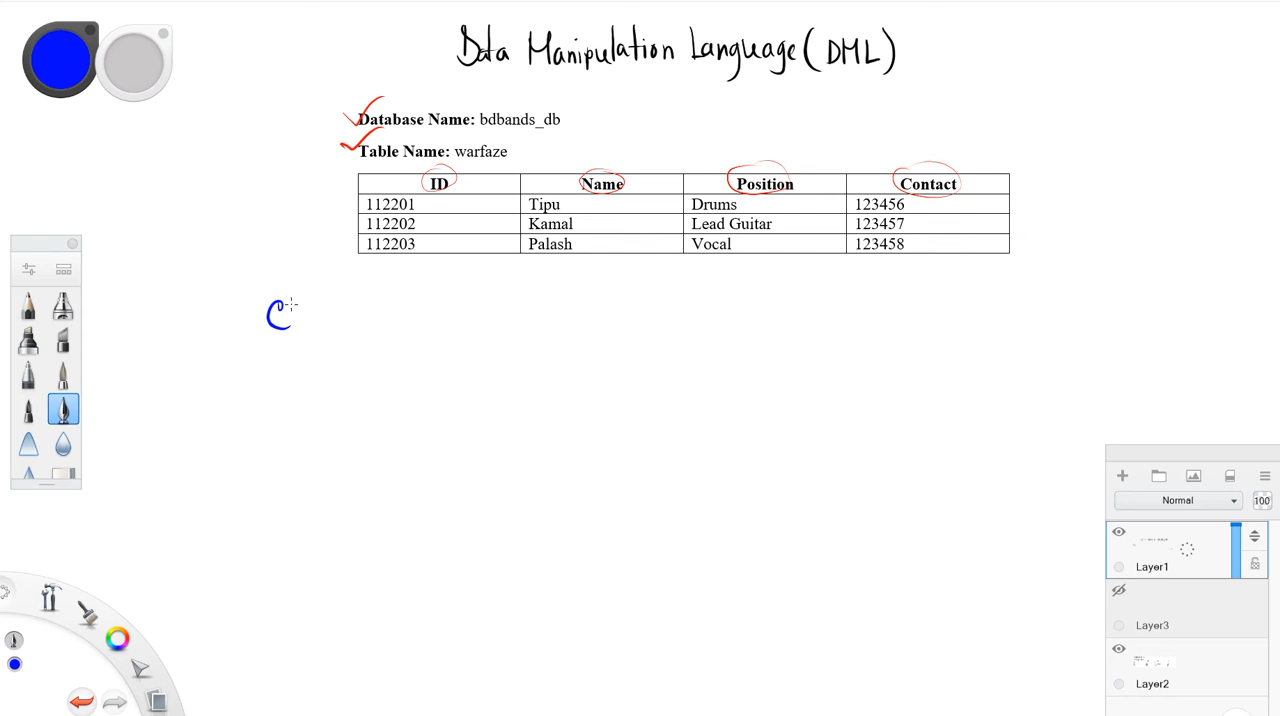 Data Manipulation Language (DML)
Database Name: bdbands_db
Table Name: warfaze
ID Name Position Contact
112201 Tipu Drums 123456
112202 Kamal Lead Guitar 123457
112203 Palash Vocal 123458
C
Normal 100
Layer1
Layer3
Layer2